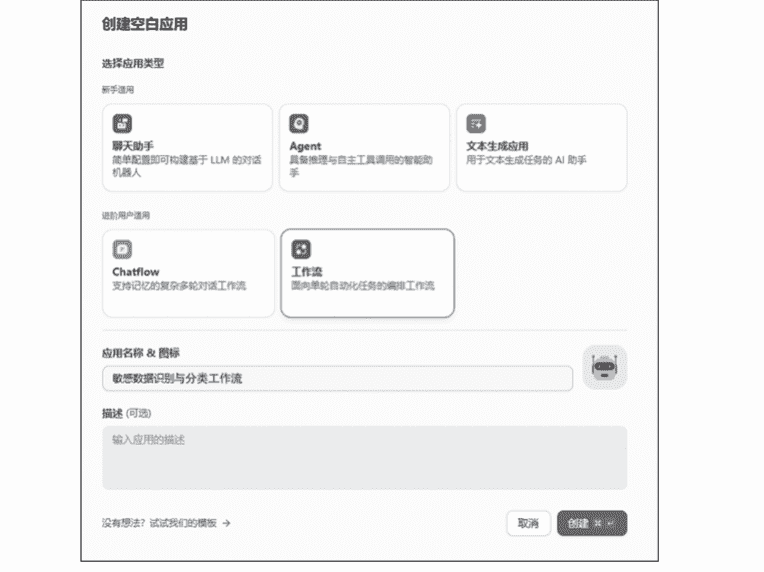 创建空白应用
选择应用类型
新手适用
聊天助手
简单配置即可构建基于 LLM 的对话
机器人
Agent
具备推理与自主工具调用的智能助
手
文本生成应用
用于文本生成任务的 AI 助手
进阶用户适用
Chatflow
支持记忆的复杂多轮对话工作流
工作流
面向单轮自动化任务的编排工作流
应用名称 & 图标
敏感数据识别与分类工作流
描述 (可选)
输入应用的描述
没有想法? 试试我们的模板 →
取消
创建 ⌘ ↵